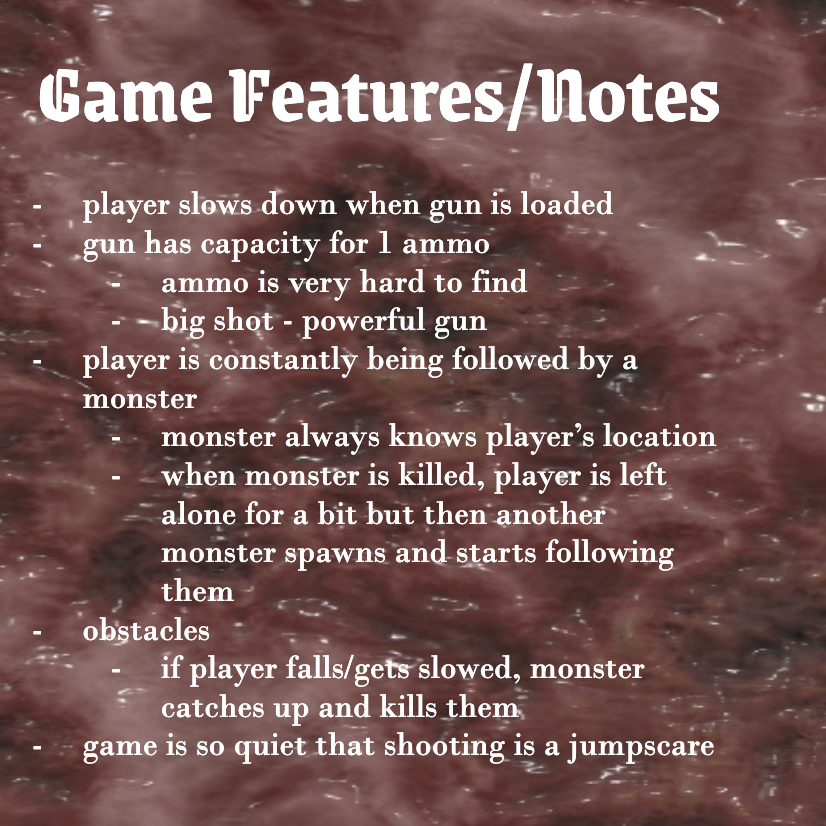 Game Features/Notes
- player slows down when gun is loaded
- gun has capacity for 1 ammo
- ammo is very hard to find
- big shot - powerful gun
- player is constantly being followed by a
monster
- monster always knows player’s location
- when monster is killed, player is left
alone for a bit but then another
monster spawns and starts following
them
- obstacles
- if player falls/gets slowed, monster
catches up and kills them
- game is so quiet that shooting is a jumpscare